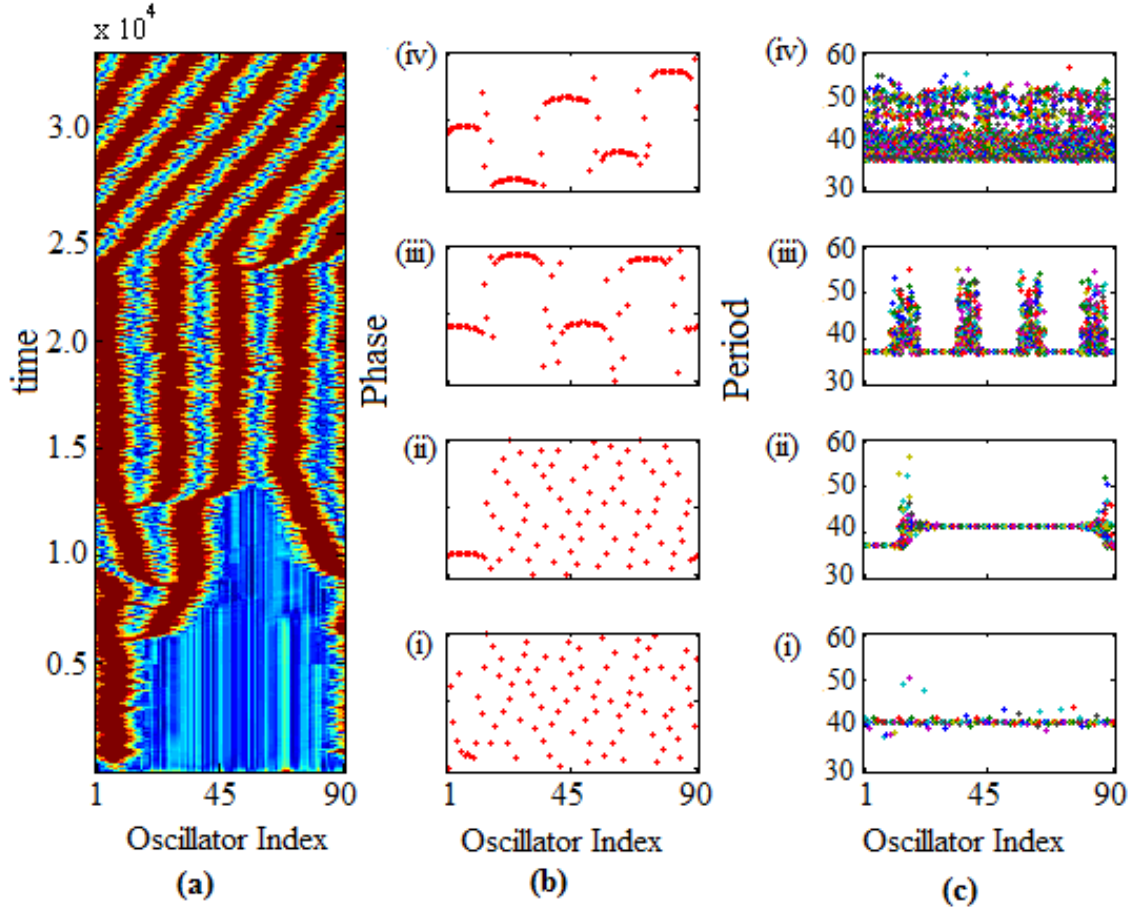 x 10⁴
3.0
2.5
2.0
1.5
1.0
0.5
time
1 45 90
Oscillator Index
(a)
Phase
(iv)
(iii)
(ii)
(i)
1 45 90
Oscillator Index
(b)
Period
(iv)
60
50
40
30
(iii)
60
50
40
30
(ii)
60
50
40
30
(i)
60
50
40
30
1 45 90
Oscillator Index
(c)